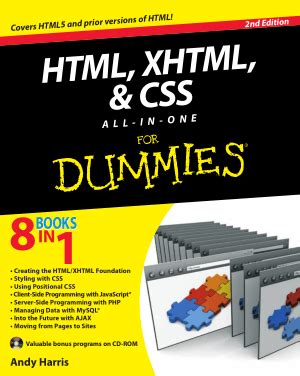 Covers HTML5 and prior versions of HTML!
2nd Edition
HTML, XHTML,
& CSS
ALL-IN-ONE
FOR
DUMMIES®
8 BOOKS
IN 1
• Creating the HTML/XHTML Foundation
• Styling with CSS
• Using Positional CSS
• Client-Side Programming with JavaScript®
• Server-Side Programming with PHP
• Managing Data with MySQL®
• Into the Future with AJAX
• Moving from Pages to Sites
Valuable bonus programs on CD-ROM
Andy Harris